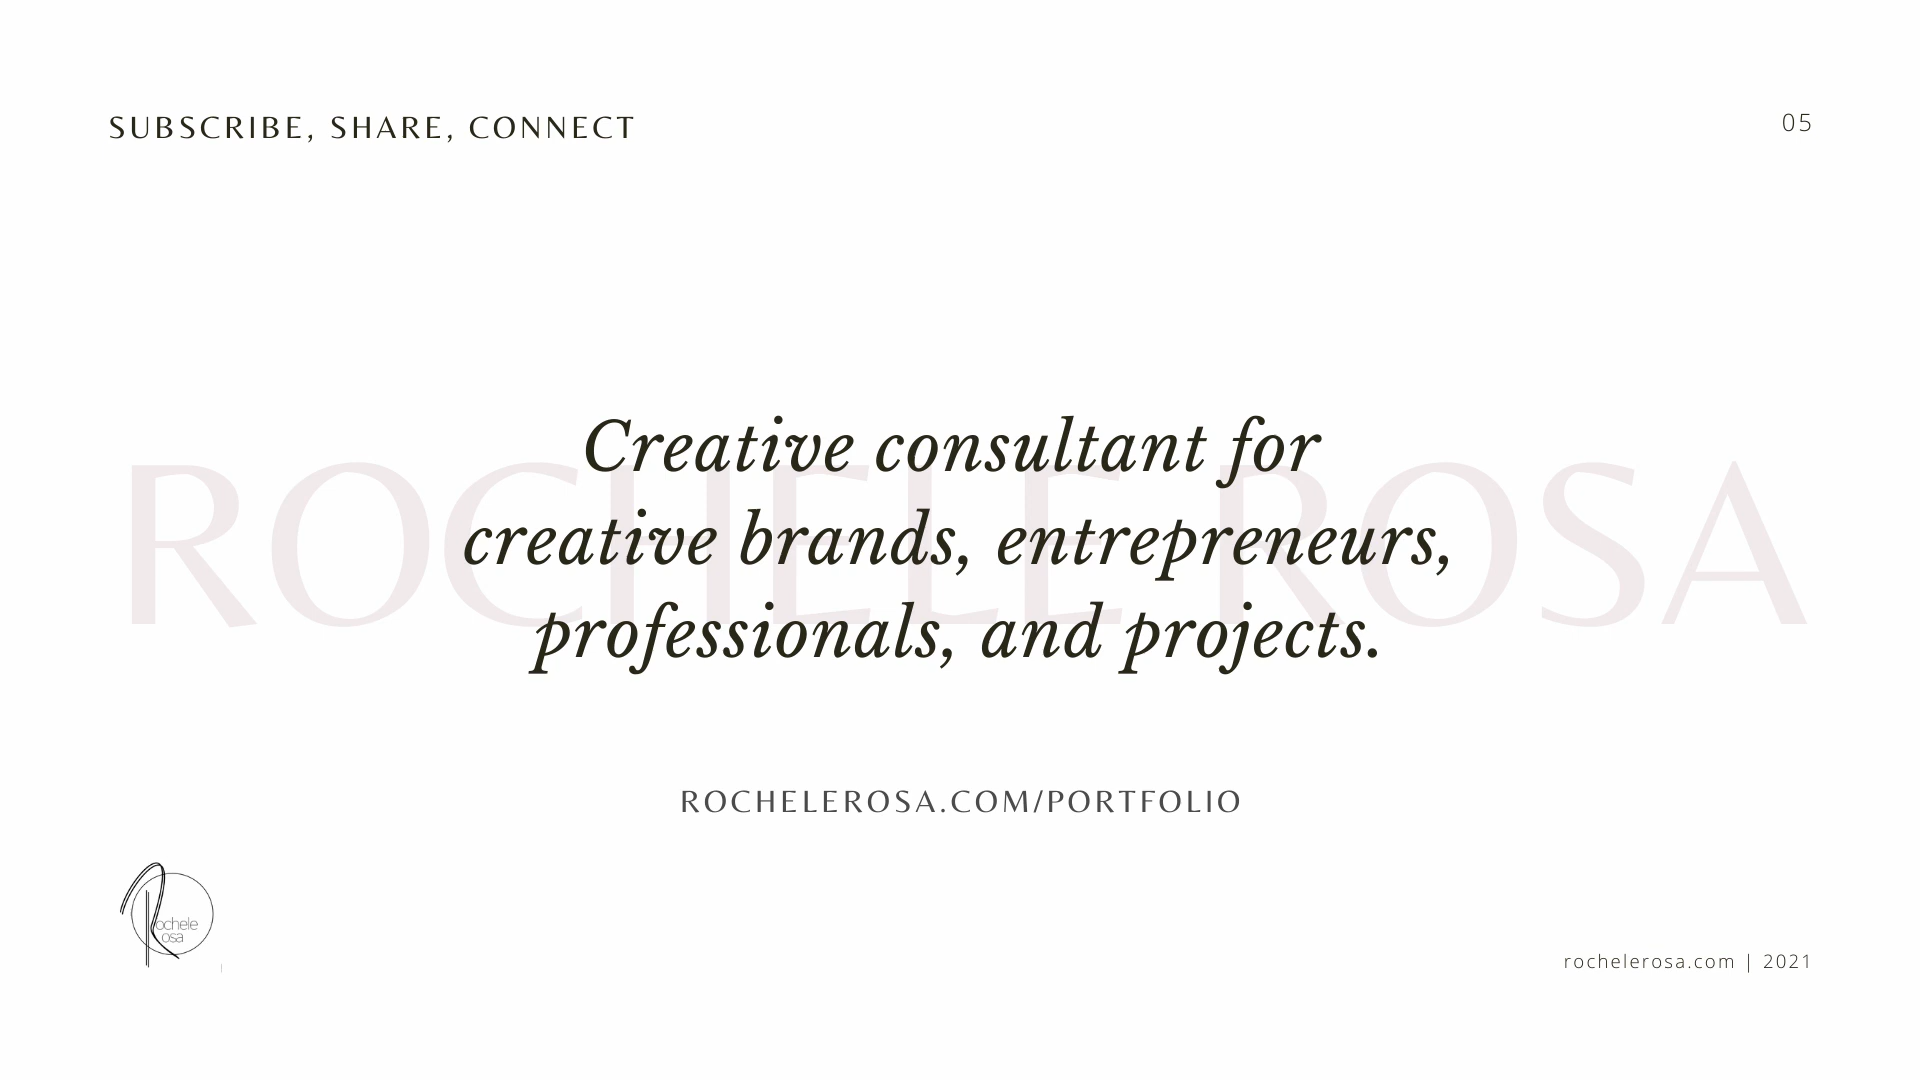 SUBSCRIBE, SHARE, CONNECT
05
ROCHELE ROSA
Creative consultant for
creative brands, entrepreneurs,
professionals, and projects.
ROCHELEROSA.COM/PORTFOLIO
Rochele
osa
rochelerosa.com | 2021